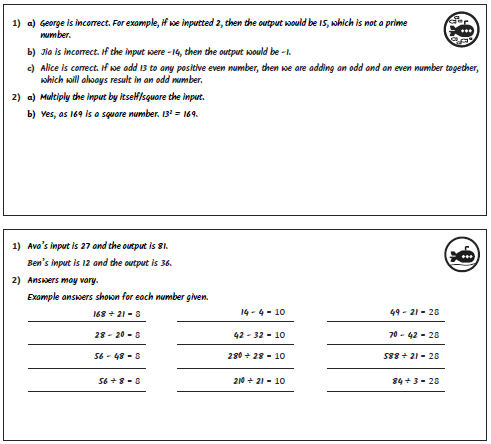 1) a) George is incorrect. For example, if we inputted 2, then the output would be 15, which is not a prime
number.
b) Jia is incorrect. If the input were -14, then the output would be -1.
c) Alice is correct. If we add 13 to any positive even number, then we are adding an odd and an even number together,
which will always result in an odd number.
2) a) Multiply the input by itself/square the input.
b) Yes, as 169 is a square number. 13² = 169.
1) Ava's input is 27 and the output is 81.
Ben's input is 12 and the output is 36.
2) Answers may vary.
Example answers shown for each number given.
168 ÷ 21 = 8 14 - 4 = 10 49 - 21 = 28
28 - 20 = 8 42 - 32 = 10 70 - 42 = 28
56 - 48 = 8 280 ÷ 28 = 10 588 ÷ 21 = 28
56 ÷ 8 = 8 210 ÷ 21 = 10 84 ÷ 3 = 28